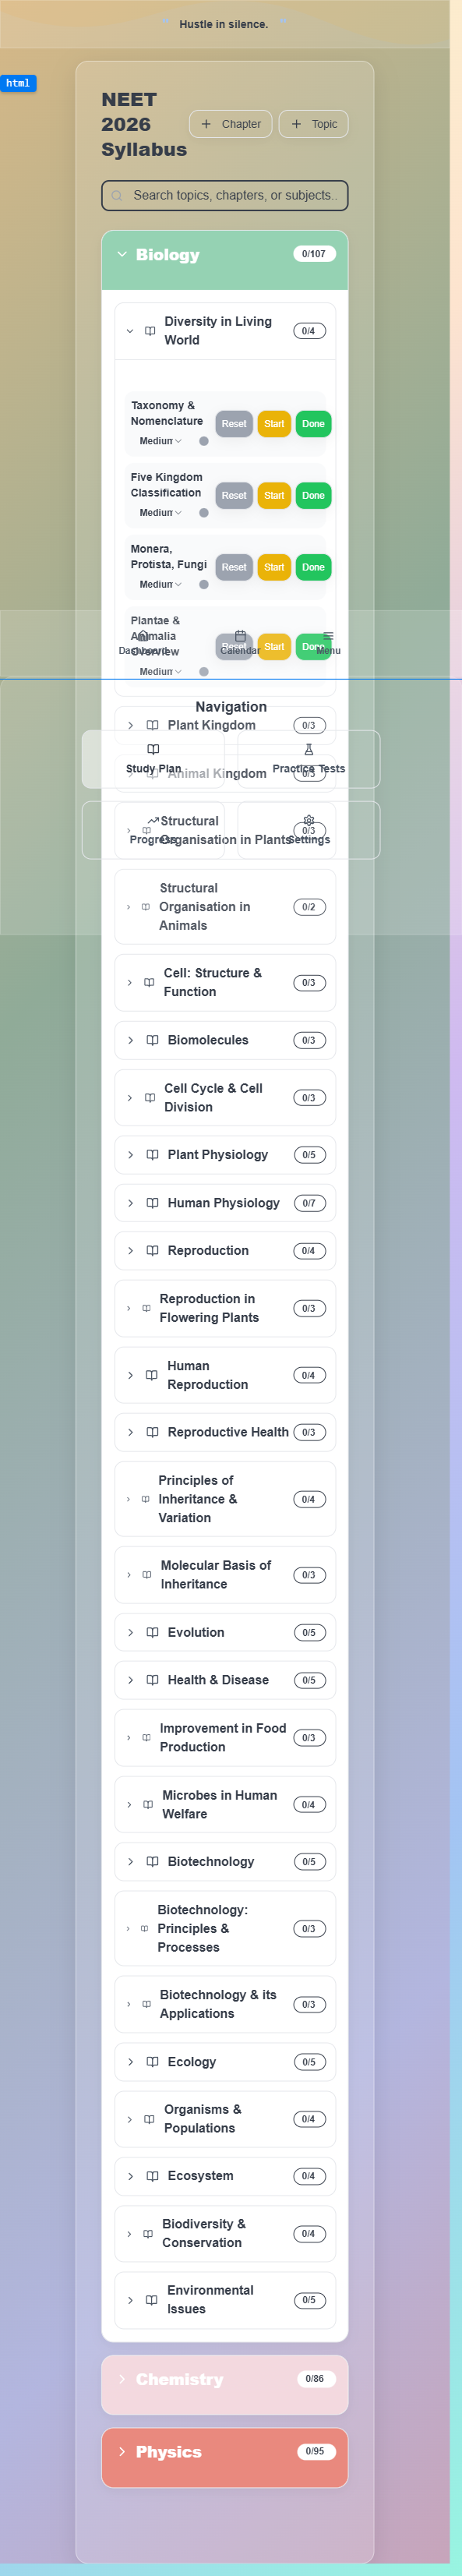 Hustle in silence.
html
NEET
2026
Syllabus
Chapter
Topic
Search topics, chapters, or subjects..
Biology
0/107
Diversity in Living
World
0/4
Taxonomy &
Nomenclature
Medium
Reset
Start
Done
Five Kingdom
Classification
Medium
Reset
Start
Done
Monera,
Protista, Fungi
Medium
Reset
Start
Done
Plantae &
Animalia
Overview
Medium
Reset
Start
Done
Dashboard
Calendar
Menu
Navigation
Plant Kingdom
0/3
Study Plan
Practice Tests
Animal Kingdom
0/3
Structural
Organisation in Plants
0/3
Progress
Settings
Structural
Organisation in
Animals
0/2
Cell: Structure &
Function
0/3
Biomolecules
0/3
Cell Cycle & Cell
Division
0/3
Plant Physiology
0/5
Human Physiology
0/7
Reproduction
0/4
Reproduction in
Flowering Plants
0/3
Human
Reproduction
0/4
Reproductive Health
0/3
Principles of
Inheritance &
Variation
0/4
Molecular Basis of
Inheritance
0/3
Evolution
0/5
Health & Disease
0/5
Improvement in Food
Production
0/3
Microbes in Human
Welfare
0/4
Biotechnology
0/5
Biotechnology:
Principles &
Processes
0/3
Biotechnology & its
Applications
0/3
Ecology
0/5
Organisms &
Populations
0/4
Ecosystem
0/4
Biodiversity &
Conservation
0/4
Environmental
Issues
0/5
Chemistry
0/86
Physics
0/95